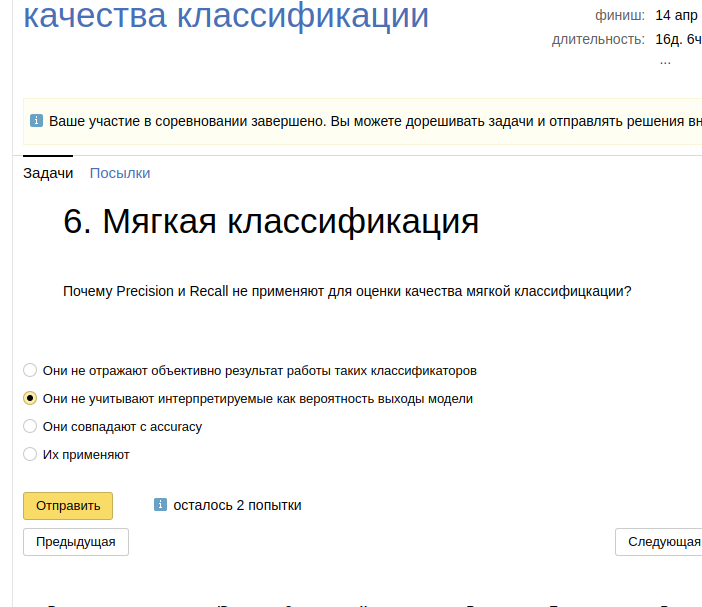 качества классификации
финиш: 14 апр
длительность: 16д. 6ч
...
Ваше участие в соревновании завершено. Вы можете дорешивать задачи и отправлять решения вн
Задачи Посылки
6. Мягкая классификация
Почему Precision и Recall не применяют для оценки качества мягкой классифицкации?
Они не отражают объективно результат работы таких классификаторов
Они не учитывают интерпретируемые как вероятность выходы модели
Они совпадают с accuracy
Их применяют
Отправить осталось 2 попытки
Предыдущая Следующая